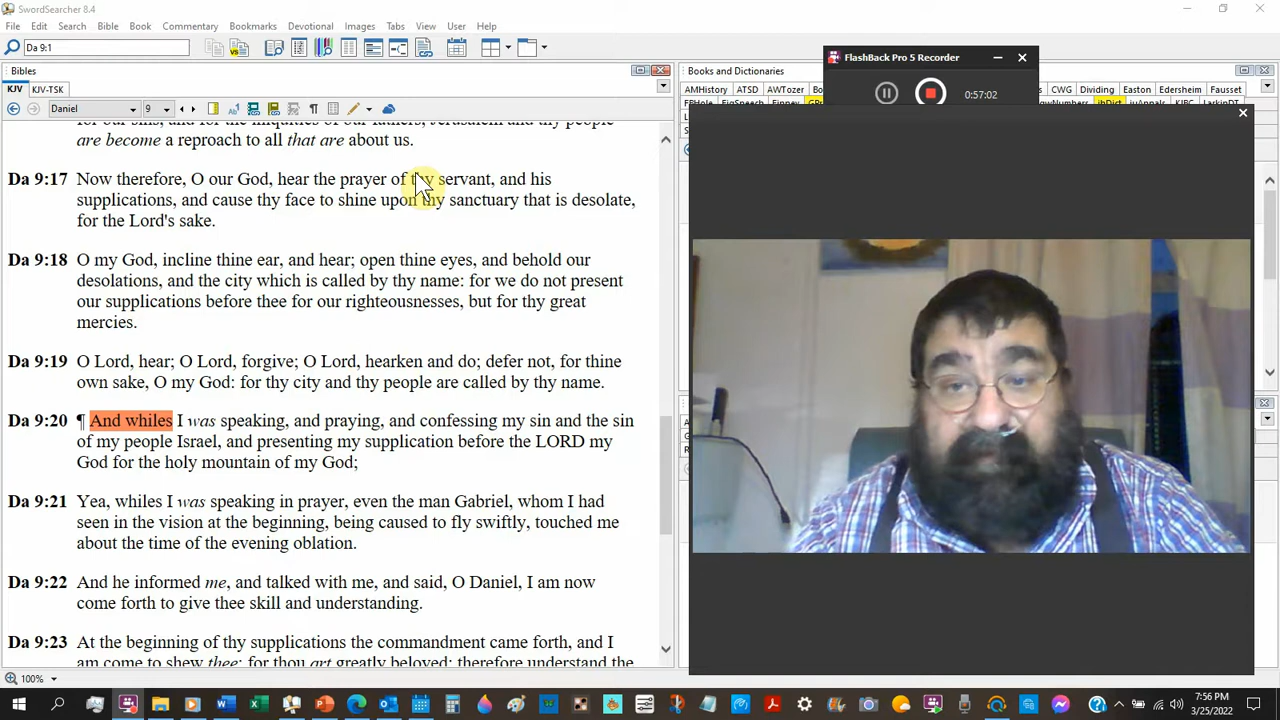 SwordSearcher 8.4
File Edit Search Bible Book Commentary Bookmarks Devotional Images Tabs View User Help
Da 9:1
Bibles
KJV KJV-TSK
Daniel 9
are become a reproach to all that are about us.
Da 9:17 Now therefore, O our God, hear the prayer of thy servant, and his
supplications, and cause thy face to shine upon thy sanctuary that is desolate,
for the Lord's sake.
Da 9:18 O my God, incline thine ear, and hear; open thine eyes, and behold our
desolations, and the city which is called by thy name: for we do not present
our supplications before thee for our righteousnesses, but for thy great
mercies.
Da 9:19 O Lord, hear; O Lord, forgive; O Lord, hearken and do; defer not, for thine
own sake, O my God: for thy city and thy people are called by thy name.
Da 9:20 ¶ And whiles I was speaking, and praying, and confessing my sin and the sin
of my people Israel, and presenting my supplication before the LORD my
God for the holy mountain of my God;
Da 9:21 Yea, whiles I was speaking in prayer, even the man Gabriel, whom I had
seen in the vision at the beginning, being caused to fly swiftly, touched me
about the time of the evening oblation.
Da 9:22 And he informed me, and talked with me, and said, O Daniel, I am now
come forth to give thee skill and understanding.
Da 9:23 At the beginning of thy supplications the commandment came forth, and I
am come to shew thee; for thou art greatly beloved: therefore understand the
100%
Books and Dictionaries
AMHistory ATSD AWTozer CWG Dividing Easton Edersheim Fausset
FlashBack Pro 5 Recorder
0:57:02
7:56 PM
3/25/2022